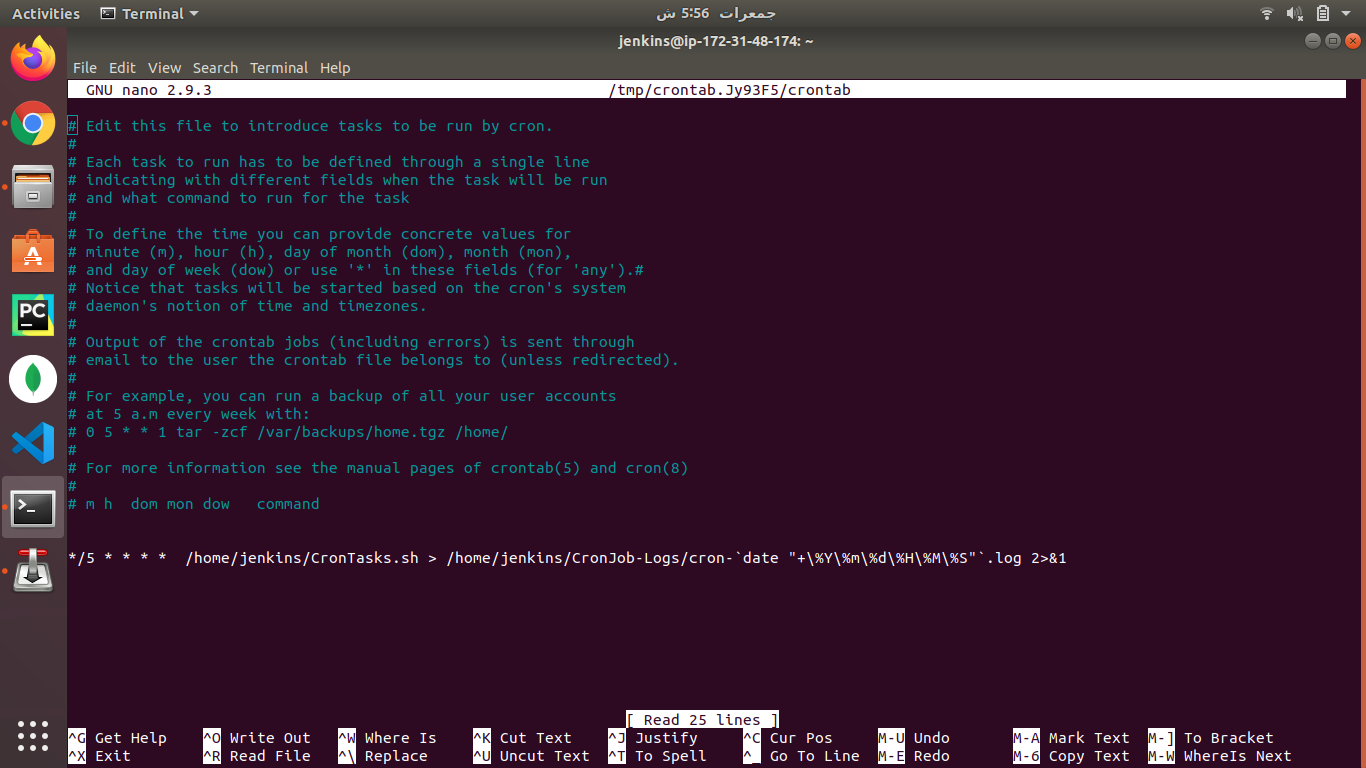 Activities Terminal جمعرات 5:56 ش
jenkins@ip-172-31-48-174: ~
File Edit View Search Terminal Help
GNU nano 2.9.3 /tmp/crontab.Jy93F5/crontab
# Edit this file to introduce tasks to be run by cron.
#
# Each task to run has to be defined through a single line
# indicating with different fields when the task will be run
# and what command to run for the task
#
# To define the time you can provide concrete values for
# minute (m), hour (h), day of month (dom), month (mon),
# and day of week (dow) or use '*' in these fields (for 'any').#
# Notice that tasks will be started based on the cron's system
# daemon's notion of time and timezones.
#
# Output of the crontab jobs (including errors) is sent through
# email to the user the crontab file belongs to (unless redirected).
#
# For example, you can run a backup of all your user accounts
# at 5 a.m every week with:
# 0 5 * * 1 tar -zcf /var/backups/home.tgz /home/
#
# For more information see the manual pages of crontab(5) and cron(8)
#
# m h  dom mon dow   command
*/5 * * * *  /home/jenkins/CronTasks.sh > /home/jenkins/CronJob-Logs/cron-`date "+\%Y\%m\%d\%H\%M\%S"`.log 2>&1
[ Read 25 lines ]
^G Get Help ^O Write Out ^W Where Is ^K Cut Text ^J Justify ^C Cur Pos M-U Undo M-A Mark Text M-] To Bracket
^X Exit ^R Read File ^\ Replace ^U Uncut Text ^T To Spell ^_ Go To Line M-E Redo M-6 Copy Text M-W WhereIs Next
PC
A